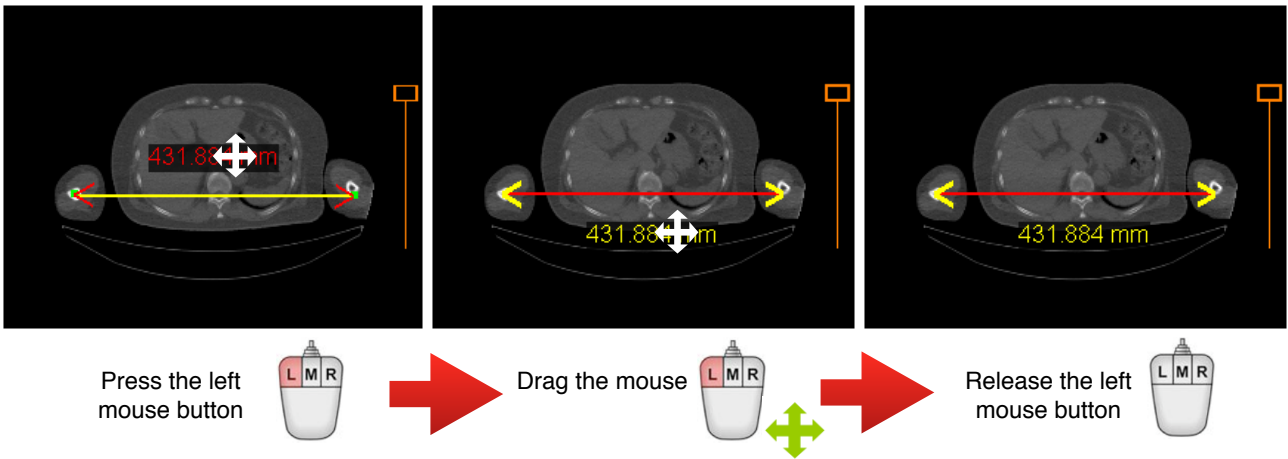 431.884 mm
431.884 mm
431.884 mm
Press the left
mouse button
L M R
Drag the mouse
L M R
Release the left
mouse button
L M R